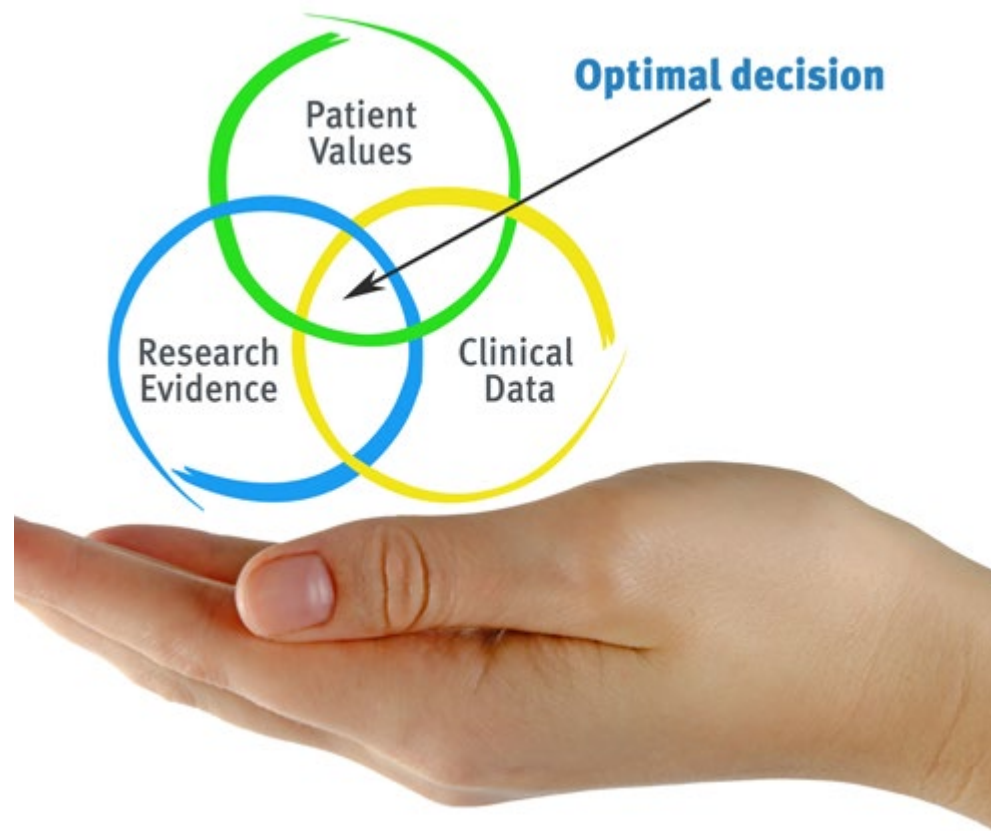 Optimal decision
Patient
Values
Research
Evidence
Clinical
Data